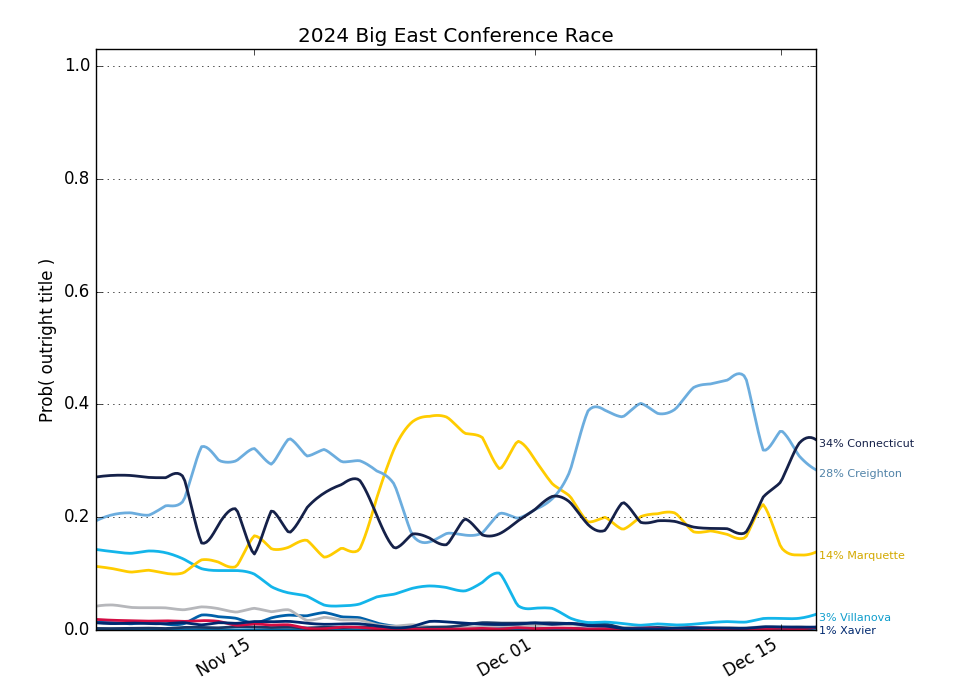 2024 Big East Conference Race
Prob( outright title )
1.0
0.8
0.6
0.4
0.2
0.0
Nov 15
Dec 01
Dec 15
34% Connecticut
28% Creighton
14% Marquette
3% Villanova
1% Xavier